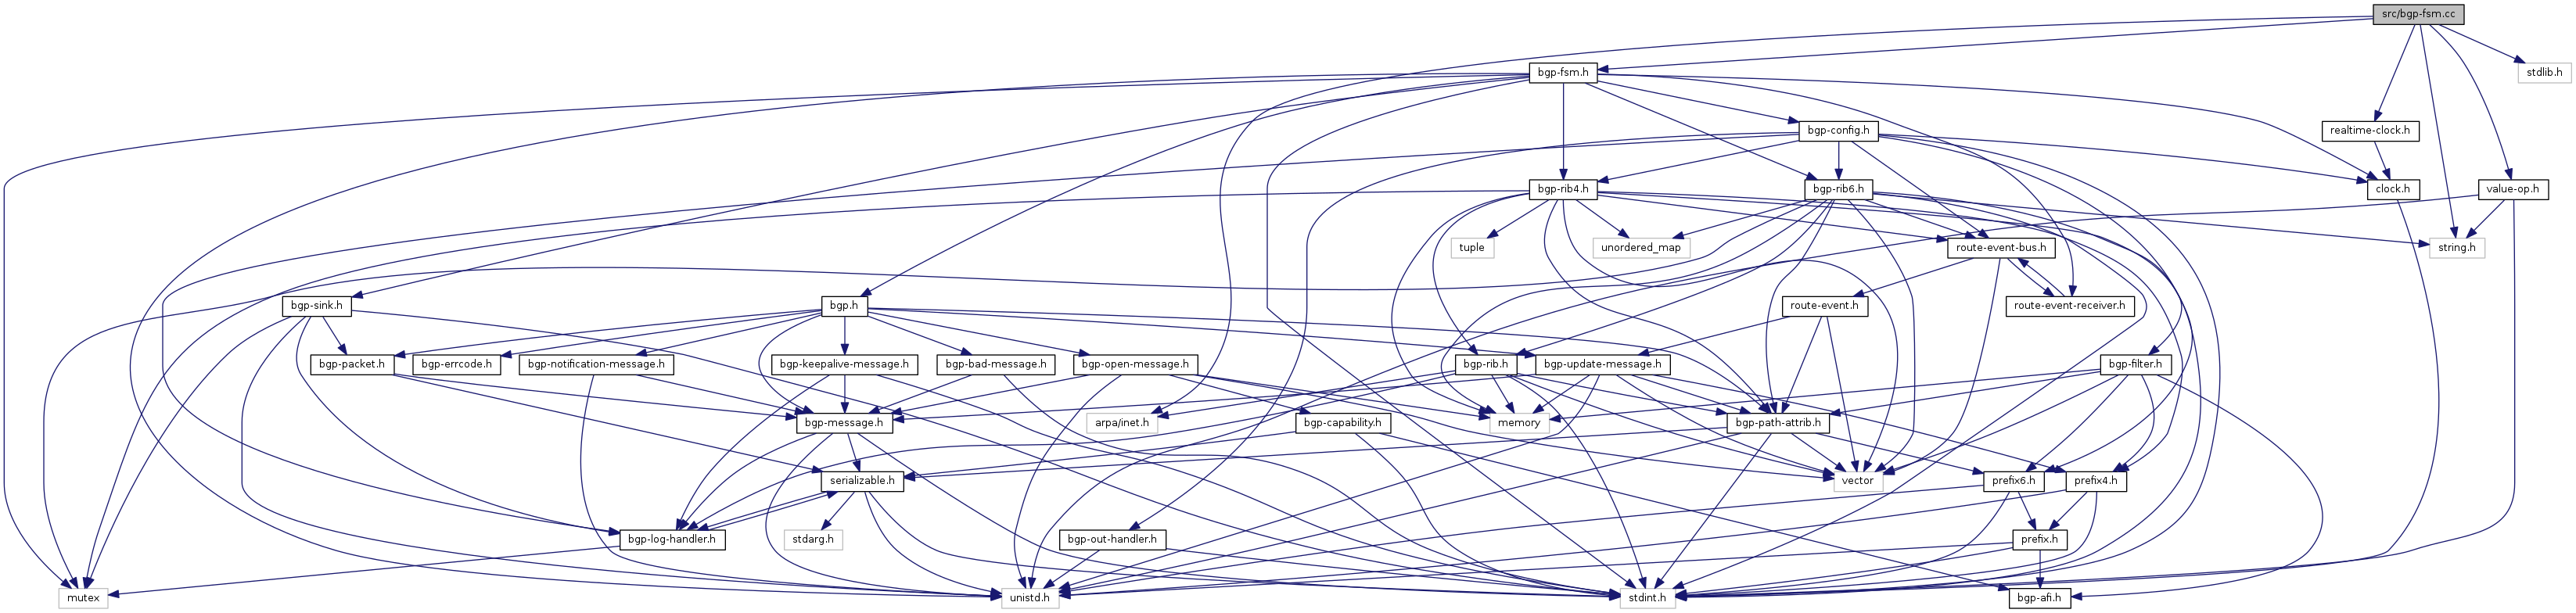 src/bgp-fsm.cc
bgp-fsm.h
stdlib.h
bgp-config.h
realtime-clock.h
bgp-rib4.h
bgp-rib6.h
clock.h
value-op.h
tuple
unordered_map
route-event-bus.h
string.h
bgp-sink.h
bgp.h
route-event.h
route-event-receiver.h
bgp-packet.h
bgp-errcode.h
bgp-notification-message.h
bgp-keepalive-message.h
bgp-bad-message.h
bgp-open-message.h
bgp-rib.h
bgp-update-message.h
bgp-filter.h
bgp-message.h
arpa/inet.h
memory
bgp-capability.h
bgp-path-attrib.h
serializable.h
vector
prefix6.h
prefix4.h
bgp-log-handler.h
stdarg.h
bgp-out-handler.h
prefix.h
mutex
unistd.h
stdint.h
bgp-afi.h